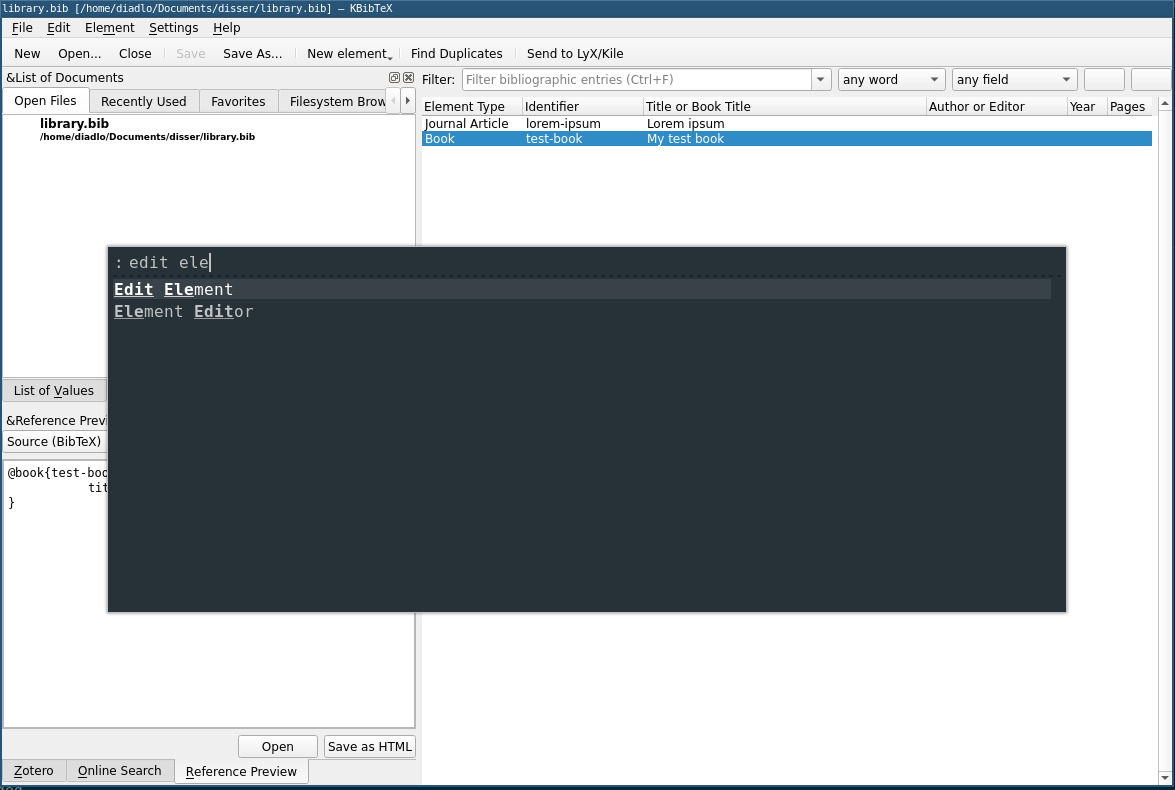 library.bib [/home/diadlo/Documents/disser/library.bib] — KBibTeX
File Edit Element Settings Help
New Open... Close Save Save As... New element Find Duplicates Send to LyX/Kile
&List of Documents
Open Files Recently Used Favorites Filesystem Brow
library.bib
/home/diadlo/Documents/disser/library.bib
Filter: Filter bibliographic entries (Ctrl+F) any word any field
Element Type Identifier Title or Book Title Author or Editor Year Pages
Journal Article lorem-ipsum Lorem ipsum
Book test-book My test book
: edit ele
Edit Element
Element Editor
List of Values
&Reference Previ
Source (BibTeX)
@book{test-boo
tit
}
Open Save as HTML
Zotero Online Search Reference Preview